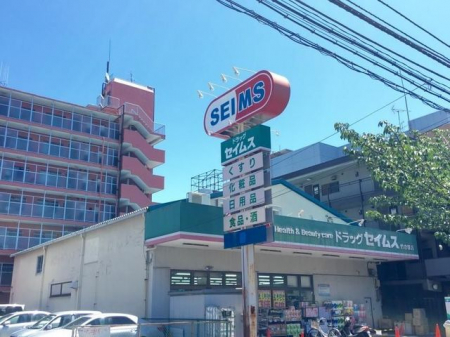 SEIMS
ドラッグ
セイムス
くすり
化粧品
日用品
食品・酒
Health & Beauty care ドラッグセイムス